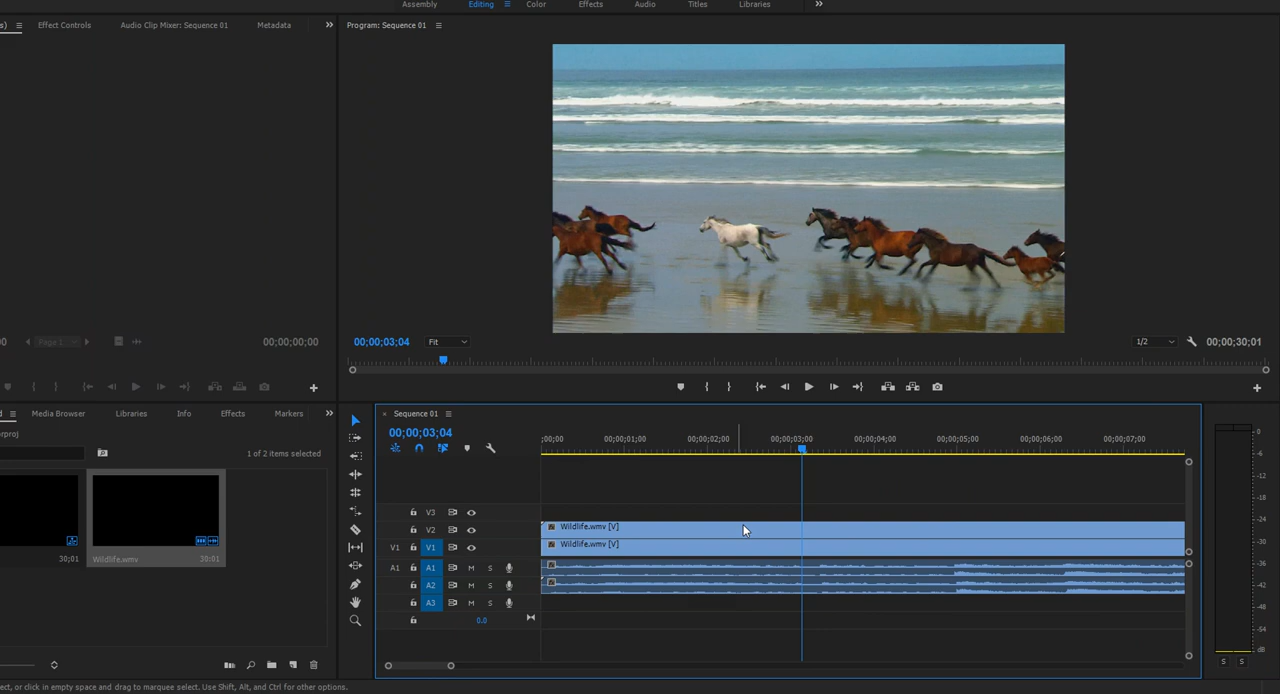 Assembly Editing Color Effects Audio Titles Libraries
s) Effect Controls Audio Clip Mixer: Sequence 01 Metadata
Program: Sequence 01
00 Page 1 00;00;00;00
00;00;03;04 Fit 1/2 00;00;30;01
d Media Browser Libraries Info Effects Markers
rproj
1 of 2 items selected
30;01 Wildlife.wmv 30;01
× Sequence 01
00;00;03;04
;00;00 00;00;01;00 00;00;02;00 00;00;03;00 00;00;04;00 00;00;05;00 00;00;06;00 00;00;07;00
V3
V2 Wildlife.wmv [V]
V1 V1 Wildlife.wmv [V]
A1 A1 M S
A2 M S
A3 M S
0.0
0
-6
-12
-18
-24
-30
-36
-42
-48
-54
dB
S S
ect, or click in empty space and drag to marquee select. Use Shift, Alt, and Ctrl for other options.